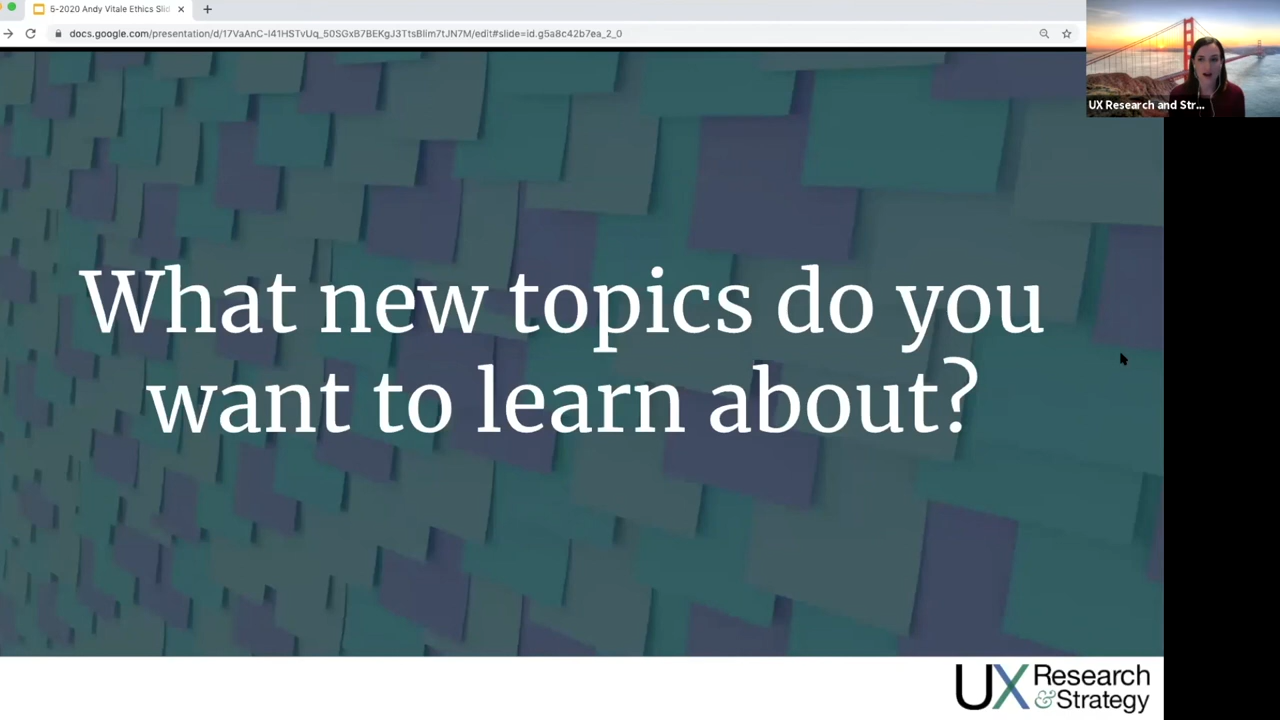 5-2020 Andy Vitale Ethics Slid
docs.google.com/presentation/d/17VaAnC-I41HSTvUq_50SGxB7BEKgJ3TtsBlim7tJN7M/edit#slide=id.g5a8c42b7ea_2_0
UX Research and Str...
What new topics do you
want to learn about?
UX Research
&Strategy